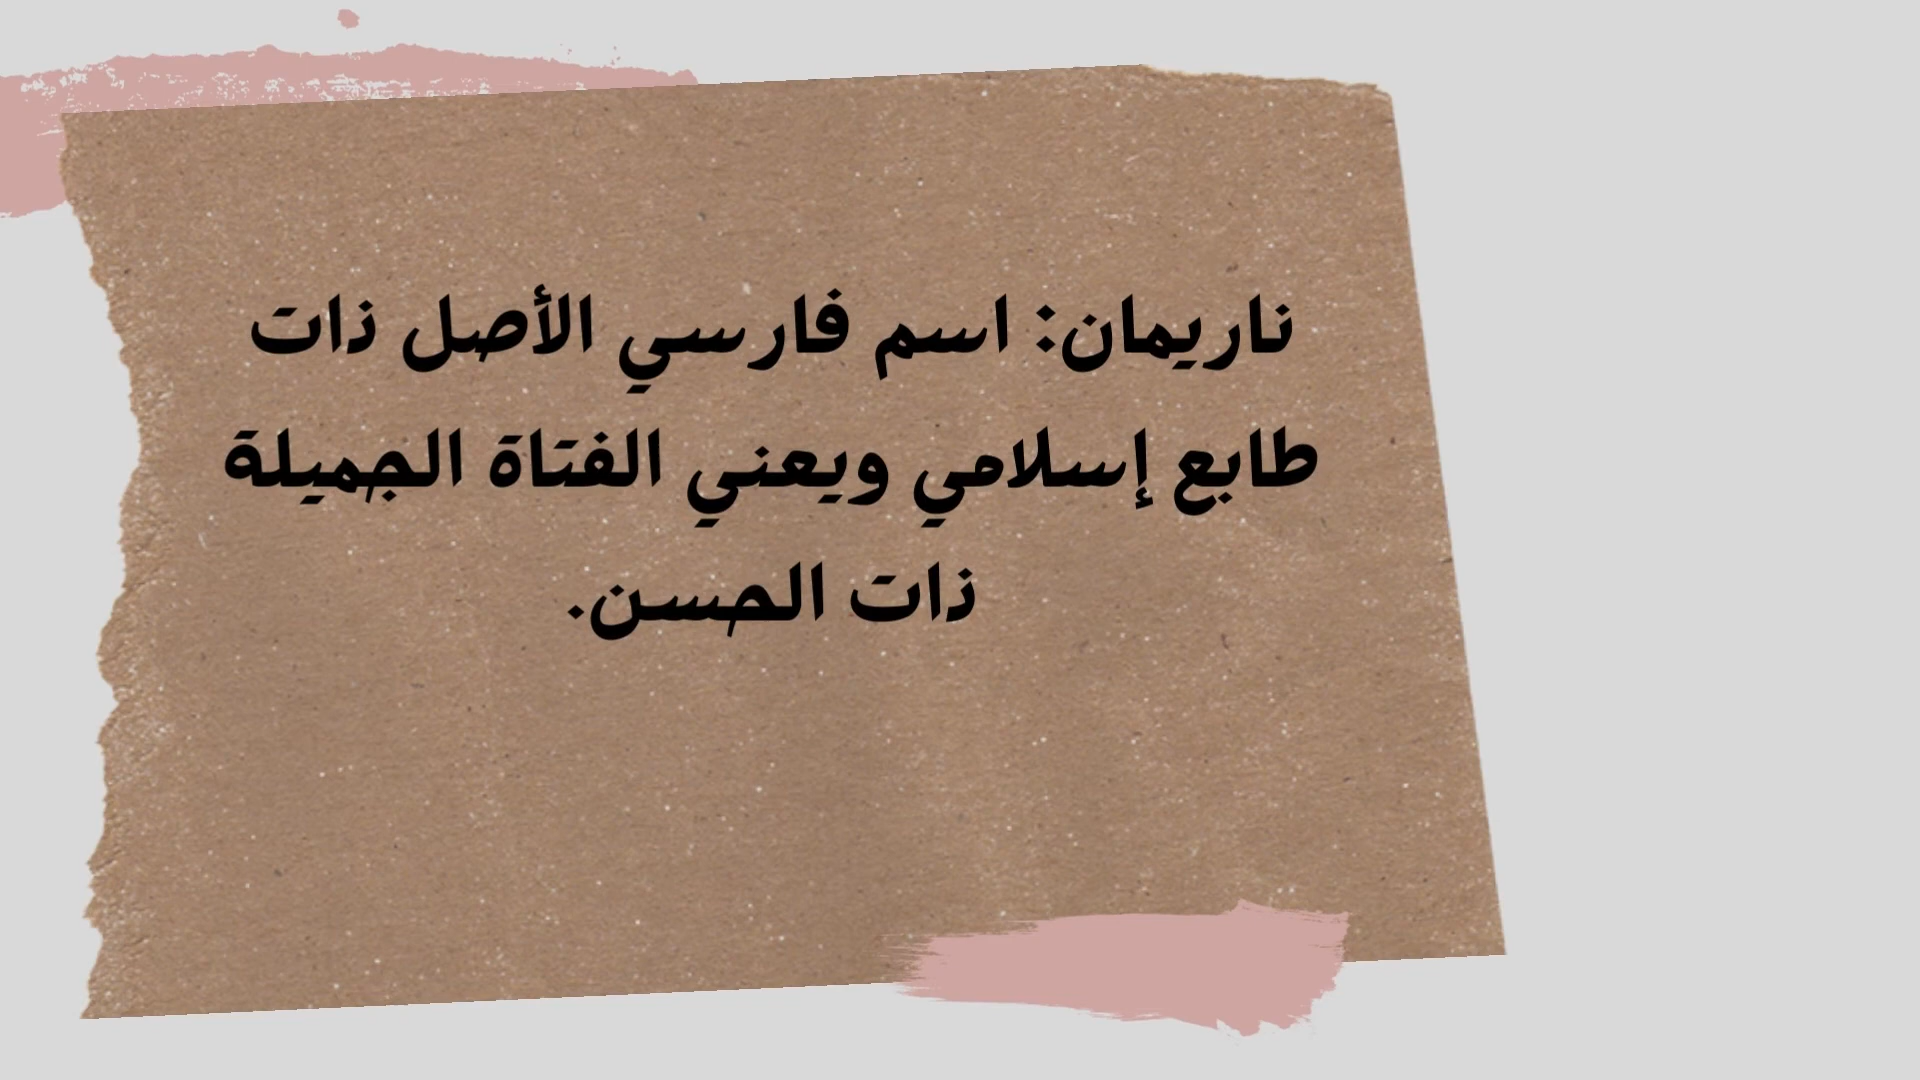 ناريمان: اسم فارسي الأصل ذات
طابع إسلامي ويعني الفتاة الجميلة
ذات الحسن.